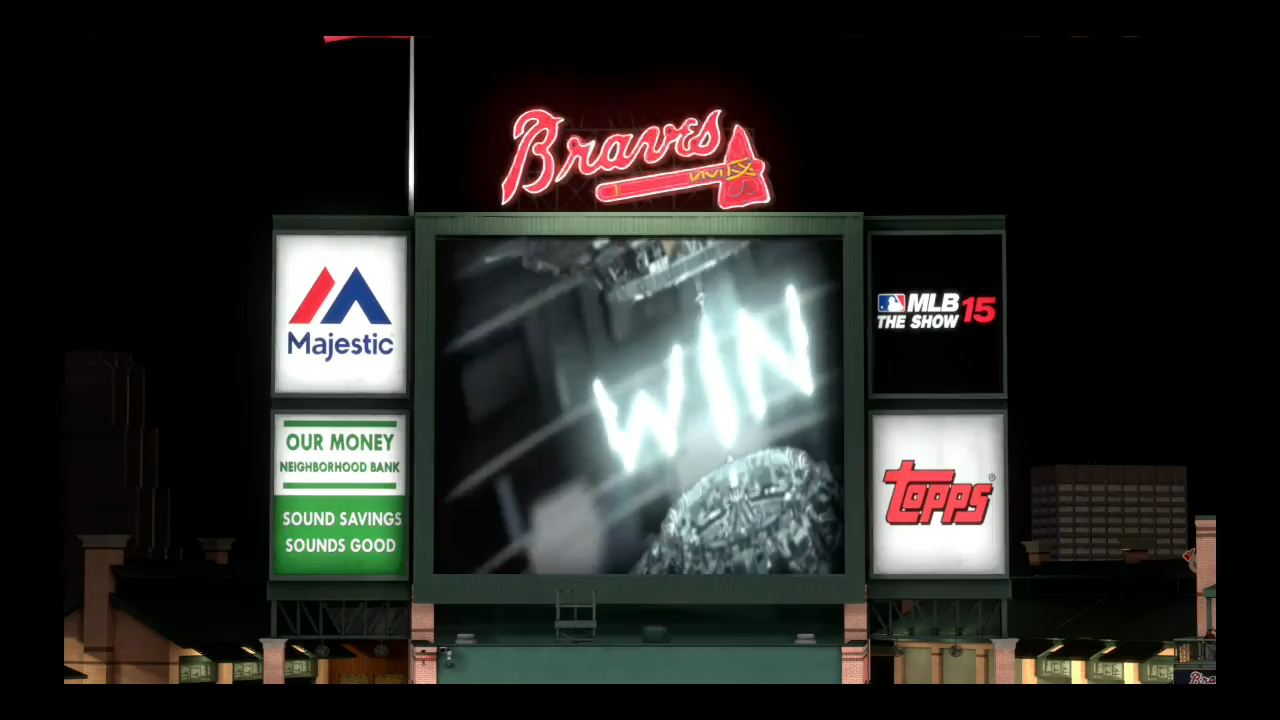 Braves
WIN
Majestic
MLB 15
THE SHOW
OUR MONEY
NEIGHBORHOOD BANK
SOUND SAVINGS
SOUNDS GOOD
Topps®